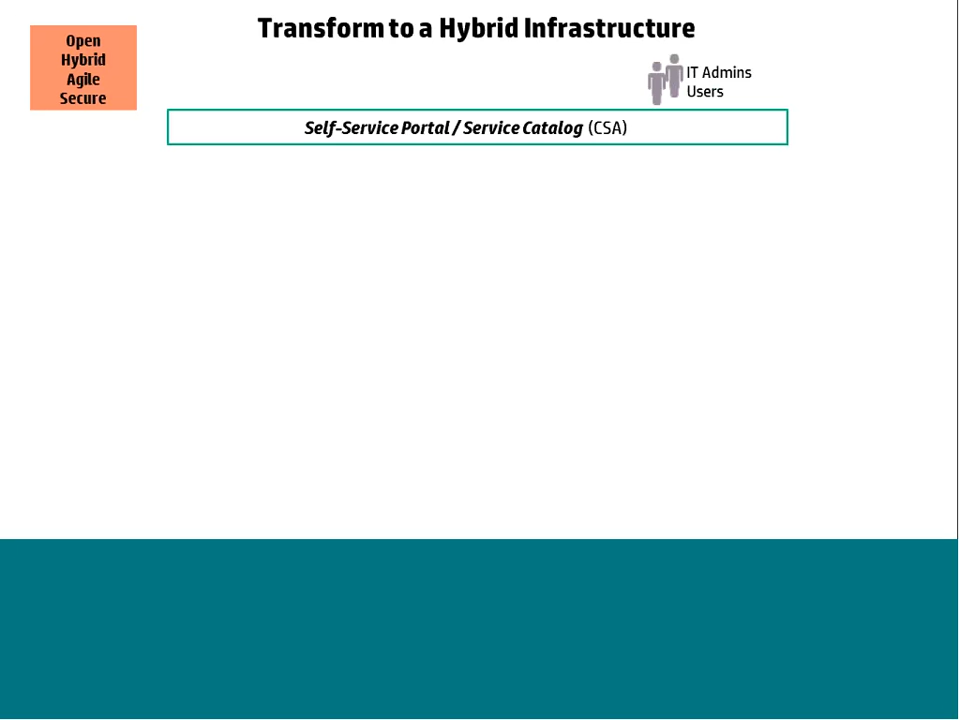 Transform to a Hybrid Infrastructure
Open
Hybrid
Agile
Secure
IT Admins
Users
Self-Service Portal / Service Catalog (CSA)